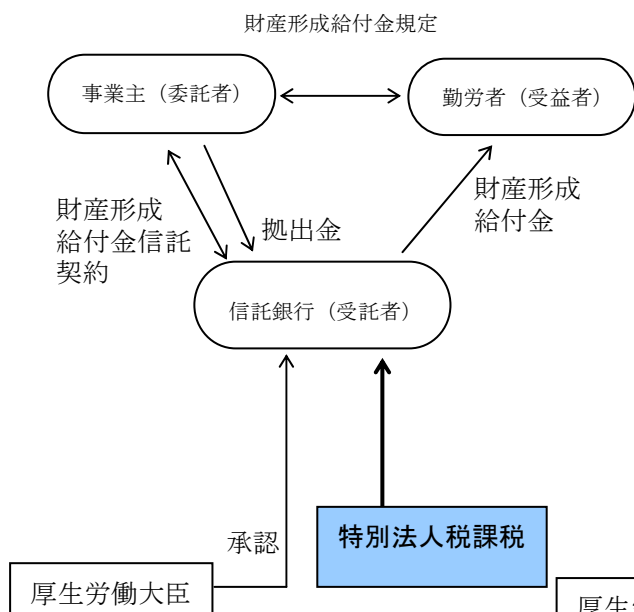 財産形成給付金規定
事業主（委託者）
勤労者（受益者）
財産形成
給付金信託
契約
拠出金
財産形成
給付金
信託銀行（受託者）
承認
特別法人税課税
厚生労働大臣
厚生